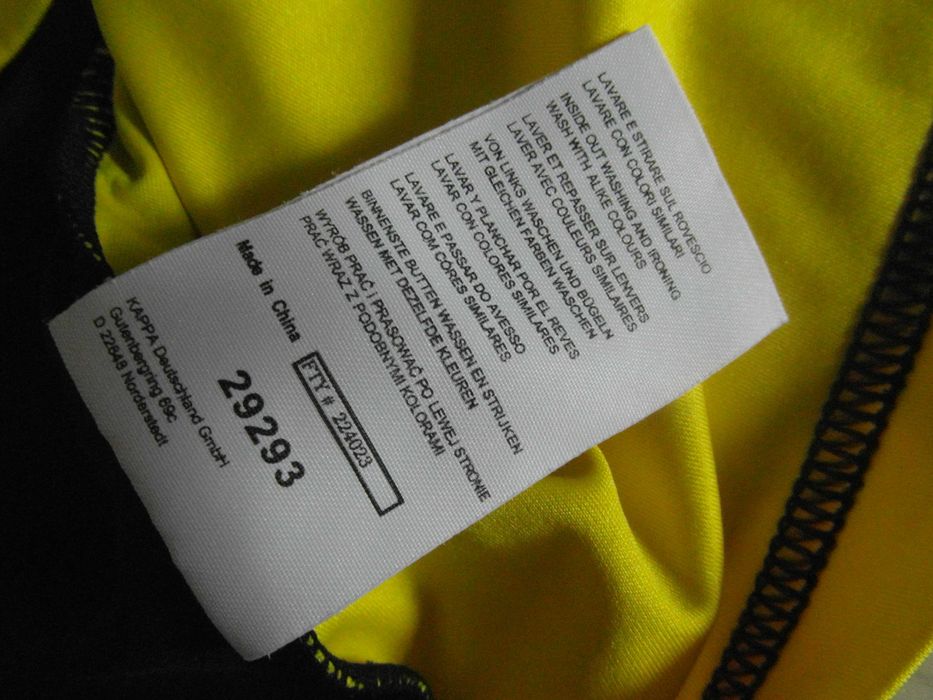 LAVARE E STIRARE SUL ROVESCIO
LAVARE CON COLORI SIMILARI
INSIDE OUT WASHING AND IRONING
WASH WITH ALIKE COLOURS
LAVER ET REPASSER SUR L'ENVERS
LAVER AVEC COULEURS SIMILAIRES
VON LINKS WASCHEN UND BÜGELN
MIT GLEICHEN FARBEN WASCHEN
LAVAR Y PLANCHAR POR EL REVES
LAVAR CON COLORES SIMILARES
LAVARE E PASSAR DO AVESSO
LAVAR COM CÔRES SIMILARES
BINNENSTE BUTTEN WASSEN EN STRIJKEN
WASSEN MET DEZELFDE KLEUREN
WYRÓB PRAĆ I PRASOWAĆ PO LEWEJ STRONIE
PRAĆ WRAZ Z PODOBNYMI KOLORAMI
Made in China
FTY # 224023
29293
KAPPA Deutschland GmbH
Gutenbergring 69c
D 22848 Norderstedt